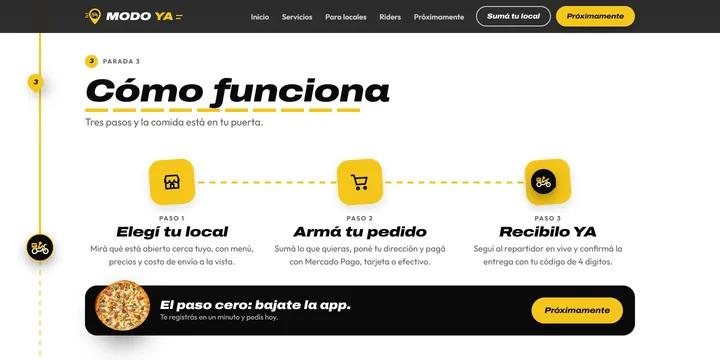 MODO YA
Inicio
Servicios
Para locales
Riders
Próximamente
Sumá tu local
Próximamente
3
3 PARADA 3
Cómo funciona
Tres pasos y la comida está en tu puerta.
PASO 1
Elegí tu local
Mirá qué está abierto cerca tuyo, con menú,
precios y costo de envío a la vista.
PASO 2
Armá tu pedido
Sumá lo que quieras, poné tu dirección y pagá
con Mercado Pago, tarjeta o efectivo.
PASO 3
Recibilo YA
Seguí al repartidor en vivo y confirmá la
entrega con tu código de 4 dígitos.
El paso cero: bajate la app.
Te registrás en un minuto y pedís hoy.
Próximamente